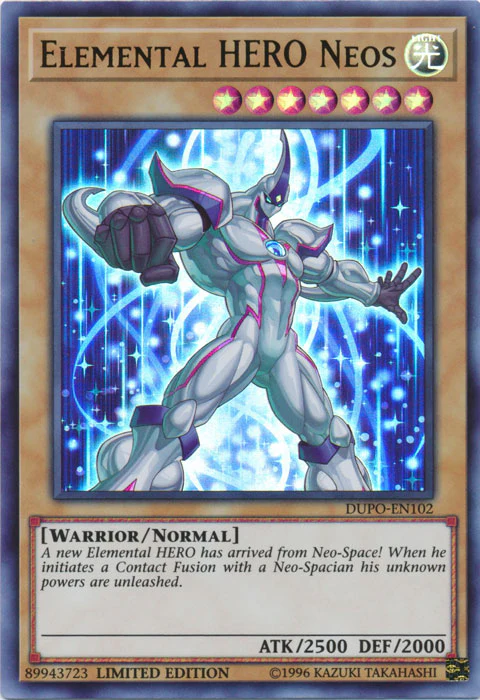 ELEMENTAL HERO NEOS
LIGHT
光
DUPO-EN102
[WARRIOR/NORMAL]
A new Elemental HERO has arrived from Neo-Space! When he
initiates a Contact Fusion with a Neo-Spacian his unknown
powers are unleashed.
ATK/2500 DEF/2000
89943723 LIMITED EDITION ©1996 KAZUKI TAKAHASHI